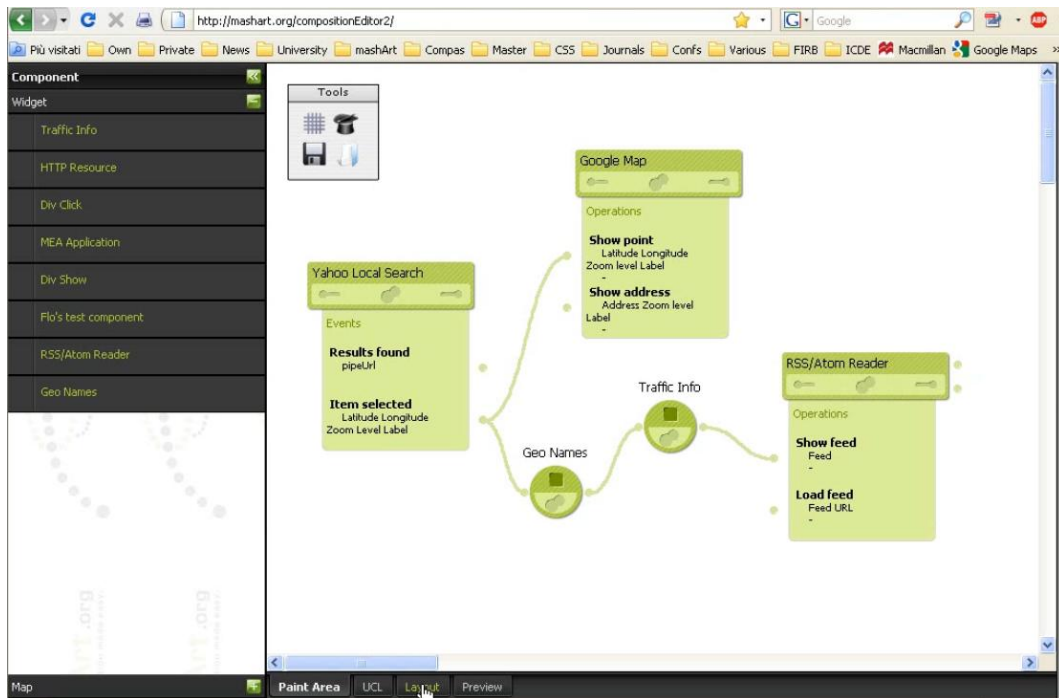 http://mashart.org/compositionEditor2/
G Google
ABP
Più visitati Own Private News University mashArt Compas Master CSS Journals Confs Various FIRB ICDE Macmillan Google Maps »
Component
Widget
Traffic Info
HTTP Resource
Div Click
MEA Application
Div Show
Flo's test component
RSS/Atom Reader
Geo Names
Map
Tools
Google Map
Operations
Show point
Latitude Longitude
Zoom level Label
-
Show address
Address Zoom level
Label
-
Yahoo Local Search
Events
Results found
pipeUrl
Item selected
Latitude Longitude
Zoom Level Label
Geo Names
Traffic Info
RSS/Atom Reader
Operations
Show feed
Feed
-
Load feed
Feed URL
-
Paint Area UCL Layout Preview